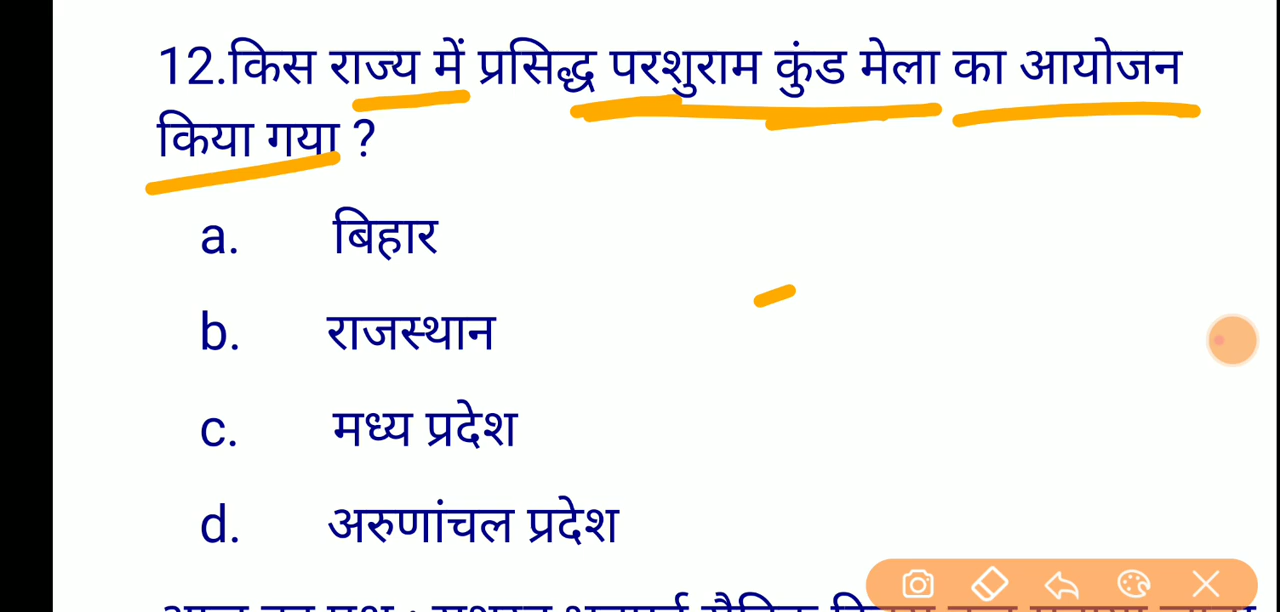 12.किस राज्य में प्रसिद्ध परशुराम कुंड मेला का आयोजन
किया गया ?
a. बिहार
b. राजस्थान
c. मध्य प्रदेश
d. अरुणांचल प्रदेश